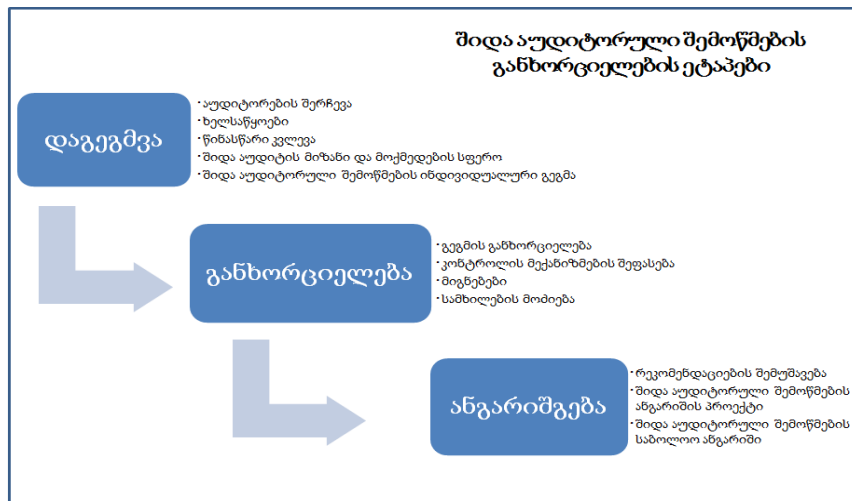 შიდა აუდიტორული შემოწმების
განხორციელების ეტაპები
დაგეგმვა
·აუდიტორების შერჩევა
·ხელსაწყოები
·წინასწარი კვლევა
·შიდა აუდიტის მიზანი და მოქმედების სფერო
·შიდა აუდიტორული შემოწმების ინდივიდუალური გეგმა
განხორციელება
·გეგმის განხორციელება
·კონტროლის მექანიზმების შეფასება
·მიგნებები
·სამხილების მოძიება
ანგარიშგება
·რეკომენდაციების შემუშავება
·შიდა აუდიტორული შემოწმების
ანგარიშის პროექტი
·შიდა აუდიტორული შემოწმების
საბოლოო ანგარიში